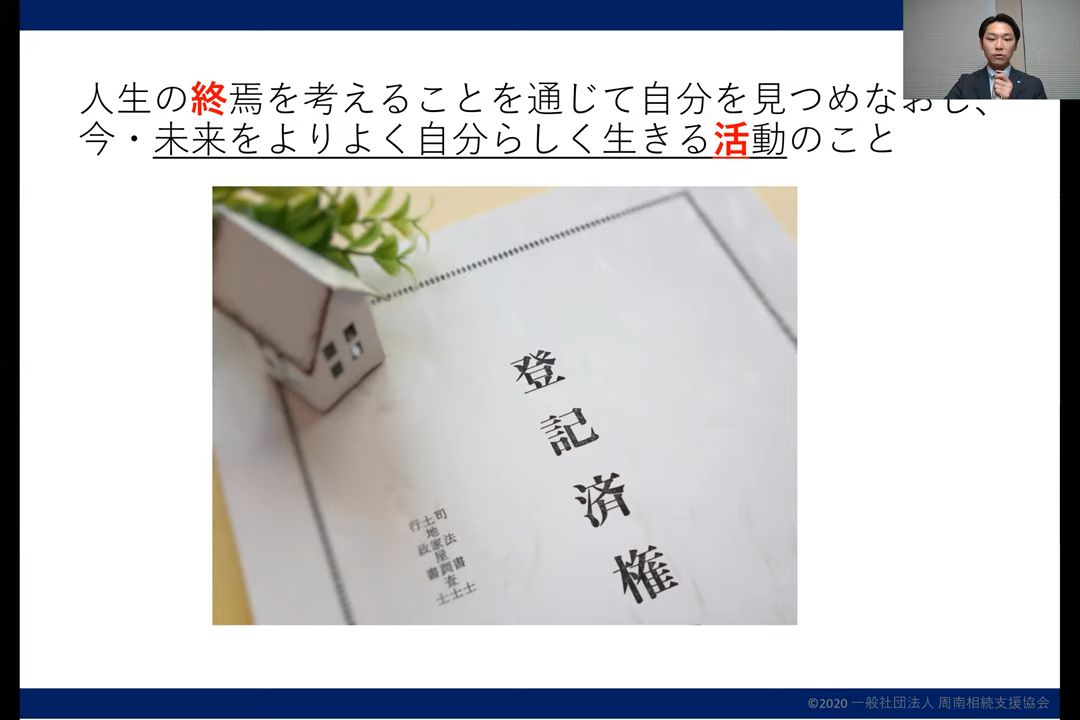 人生の終焉を考えることを通じて自分を見つめなおし、
今・未来をよりよく自分らしく生きる活動のこと
登記済権
司法書士
土地家屋調査士
行政書士
©2020 一般社団法人 周南相続支援協会